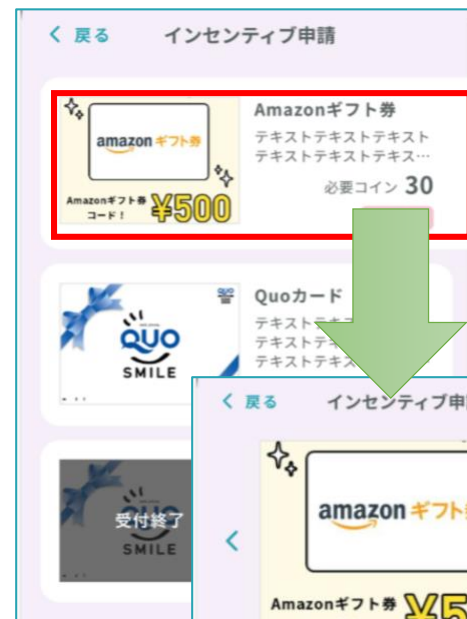 戻る インセンティブ申請
amazon ギフト券
Amazonギフト券
コード！ ¥500
Amazonギフト券
テキストテキストテキスト
テキストテキストテキス…
必要コイン 30
QUO
SMILE
Quoカード
テキスト
テキスト
テキストテキス
受付終了
QUO
SMILE
戻る インセンティブ申
amazon ギフト
Amazonギフト券 ¥5